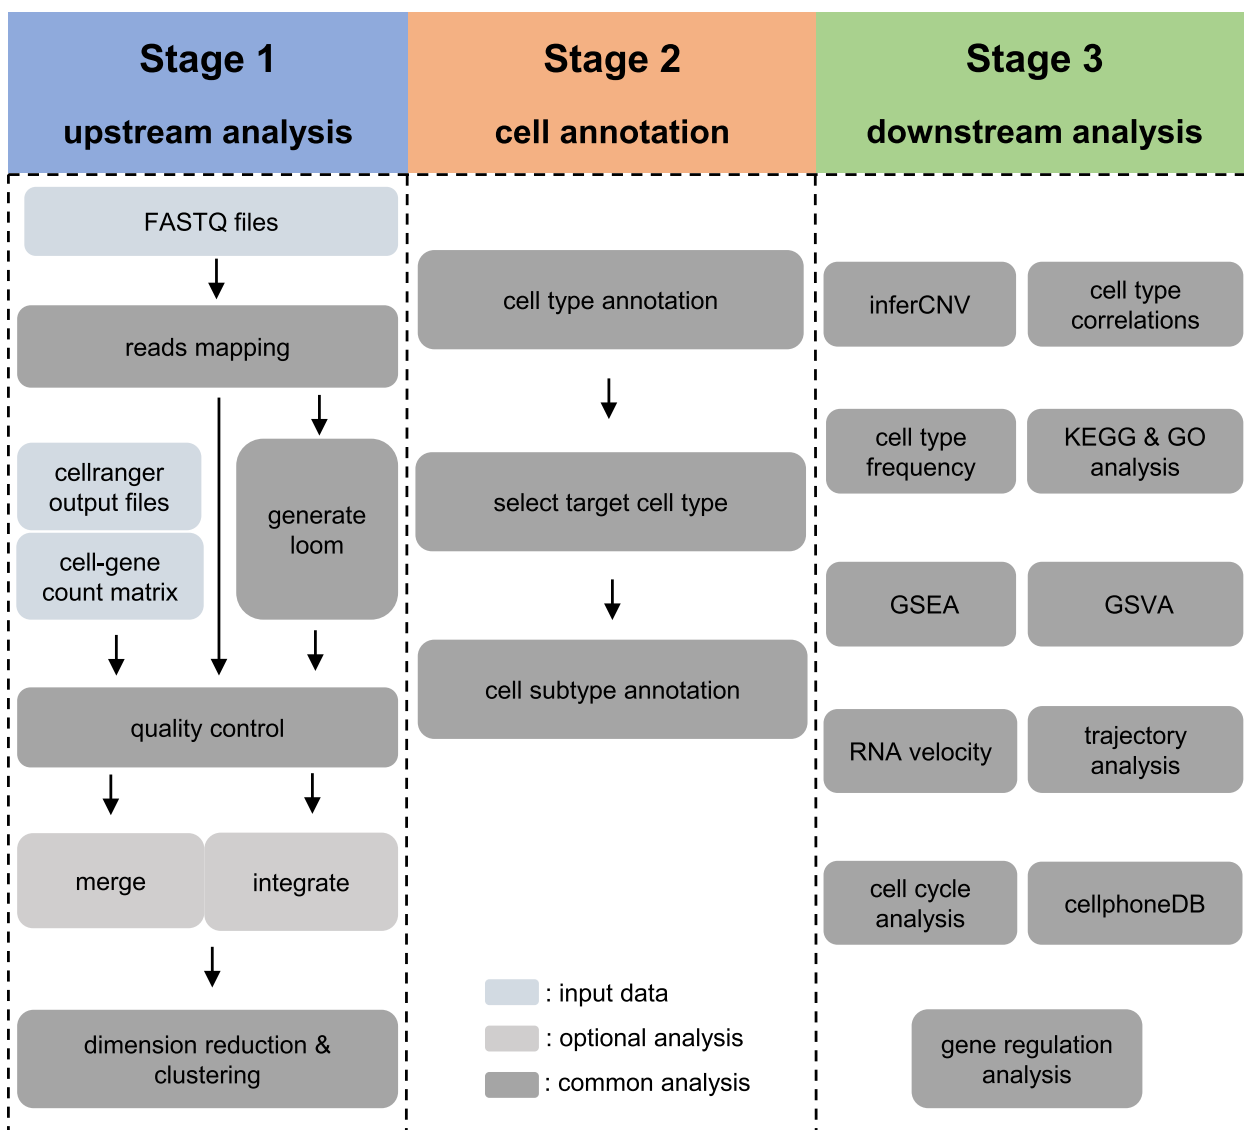 Stage 1
upstream analysis
FASTQ files
reads mapping
cellranger
output files
cell-gene
count matrix
generate
loom
quality control
merge
integrate
dimension reduction &
clustering
Stage 2
cell annotation
cell type annotation
select target cell type
cell subtype annotation
: input data
: optional analysis
: common analysis
Stage 3
downstream analysis
inferCNV
cell type
correlations
cell type
frequency
KEGG & GO
analysis
GSEA
GSVA
RNA velocity
trajectory
analysis
cell cycle
analysis
cellphoneDB
gene regulation
analysis